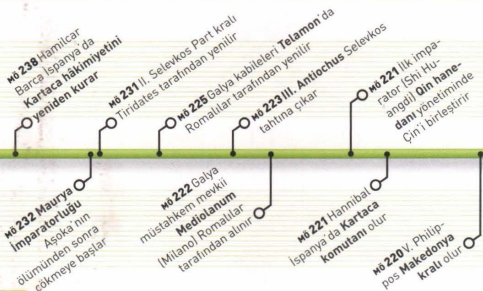 MÖ 238 Hamilcar
Barca İspanya'da
Kartaca hâkimiyetini
yeniden kurar
MÖ 231 II. Selevkos Part kralı
Tiridates tarafından yenilir
MÖ 225 Galya kabileleri Telamon'da
Romalılar tarafından yenilir
MÖ 223 III. Antiochus Selevkos
tahtına çıkar
MÖ 221 İlk impa-
rator (Shi Hu-
angdi) Qin hane-
danı yönetiminde
Çin'i birleştirir
MÖ 232 Maurya
İmparatorluğu
Aşoka'nın
ölümünden sonra
çökmeye başlar
MÖ 222 Galya
müstahkem mevkii
Mediolanum
(Milano) Romalılar
tarafından alınır
MÖ 221 Hannibal
İspanya'da Kartaca
komutanı olur
MÖ 220 V. Philip-
pos Makedonya
kralı olur